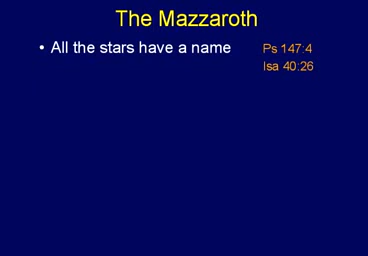 The Mazzaroth
• All the stars have a name Ps 147:4
Isa 40:26